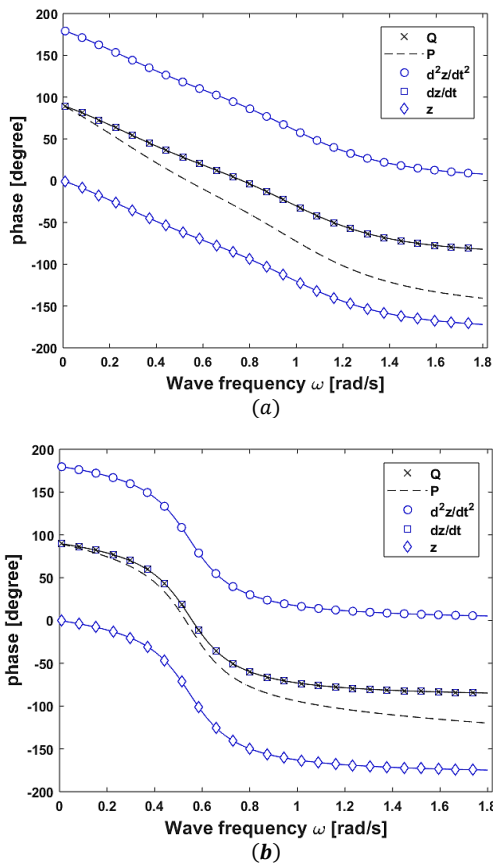 200
150
100
50
0
-50
-100
-150
-200
phase [degree]
Q
P
d²z/dt²
dz/dt
z
0 0.2 0.4 0.6 0.8 1 1.2 1.4 1.6 1.8
Wave frequency ω [rad/s]
(a)
200
150
100
50
0
-50
-100
-150
-200
phase [degree]
Q
P
d²z/dt²
dz/dt
z
0 0.2 0.4 0.6 0.8 1 1.2 1.4 1.6 1.8
Wave frequency ω [rad/s]
(b)